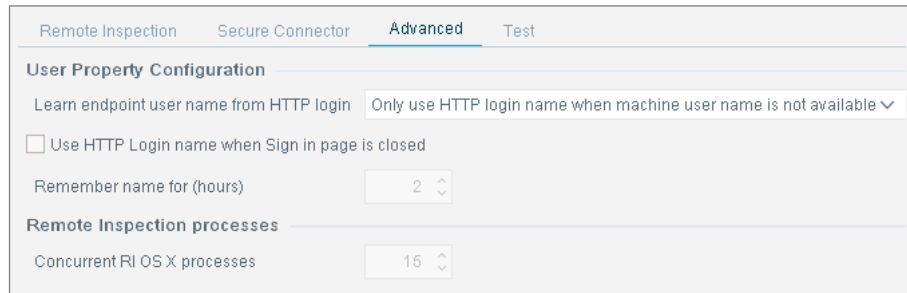 Remote Inspection Secure Connector Advanced Test
User Property Configuration
Learn endpoint user name from HTTP login Only use HTTP login name when machine user name is not available
Use HTTP Login name when Sign in page is closed
Remember name for (hours) 2
Remote Inspection processes
Concurrent RI OS X processes 15